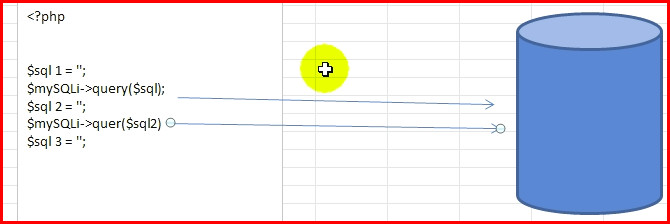 <?php
$sql 1 = '';
$mySQLi->query($sql);
$sql 2 = '';
$mySQLi->quer($sql2)
$sql 3 = '';